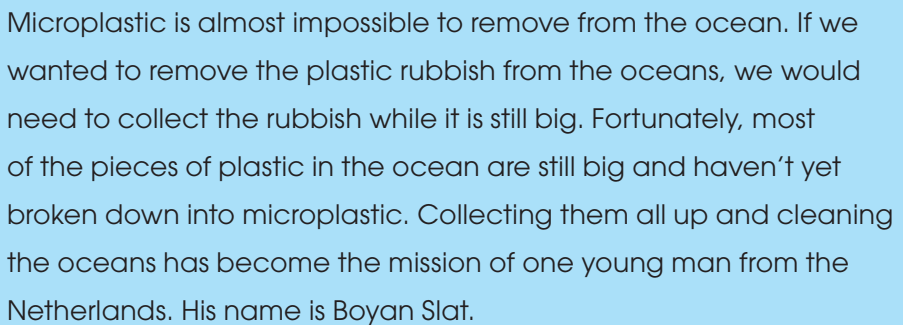 Microplastic is almost impossible to remove from the ocean. If we
wanted to remove the plastic rubbish from the oceans, we would
need to collect the rubbish while it is still big. Fortunately, most
of the pieces of plastic in the ocean are still big and haven’t yet
broken down into microplastic. Collecting them all up and cleaning
the oceans has become the mission of one young man from the
Netherlands. His name is Boyan Slat.